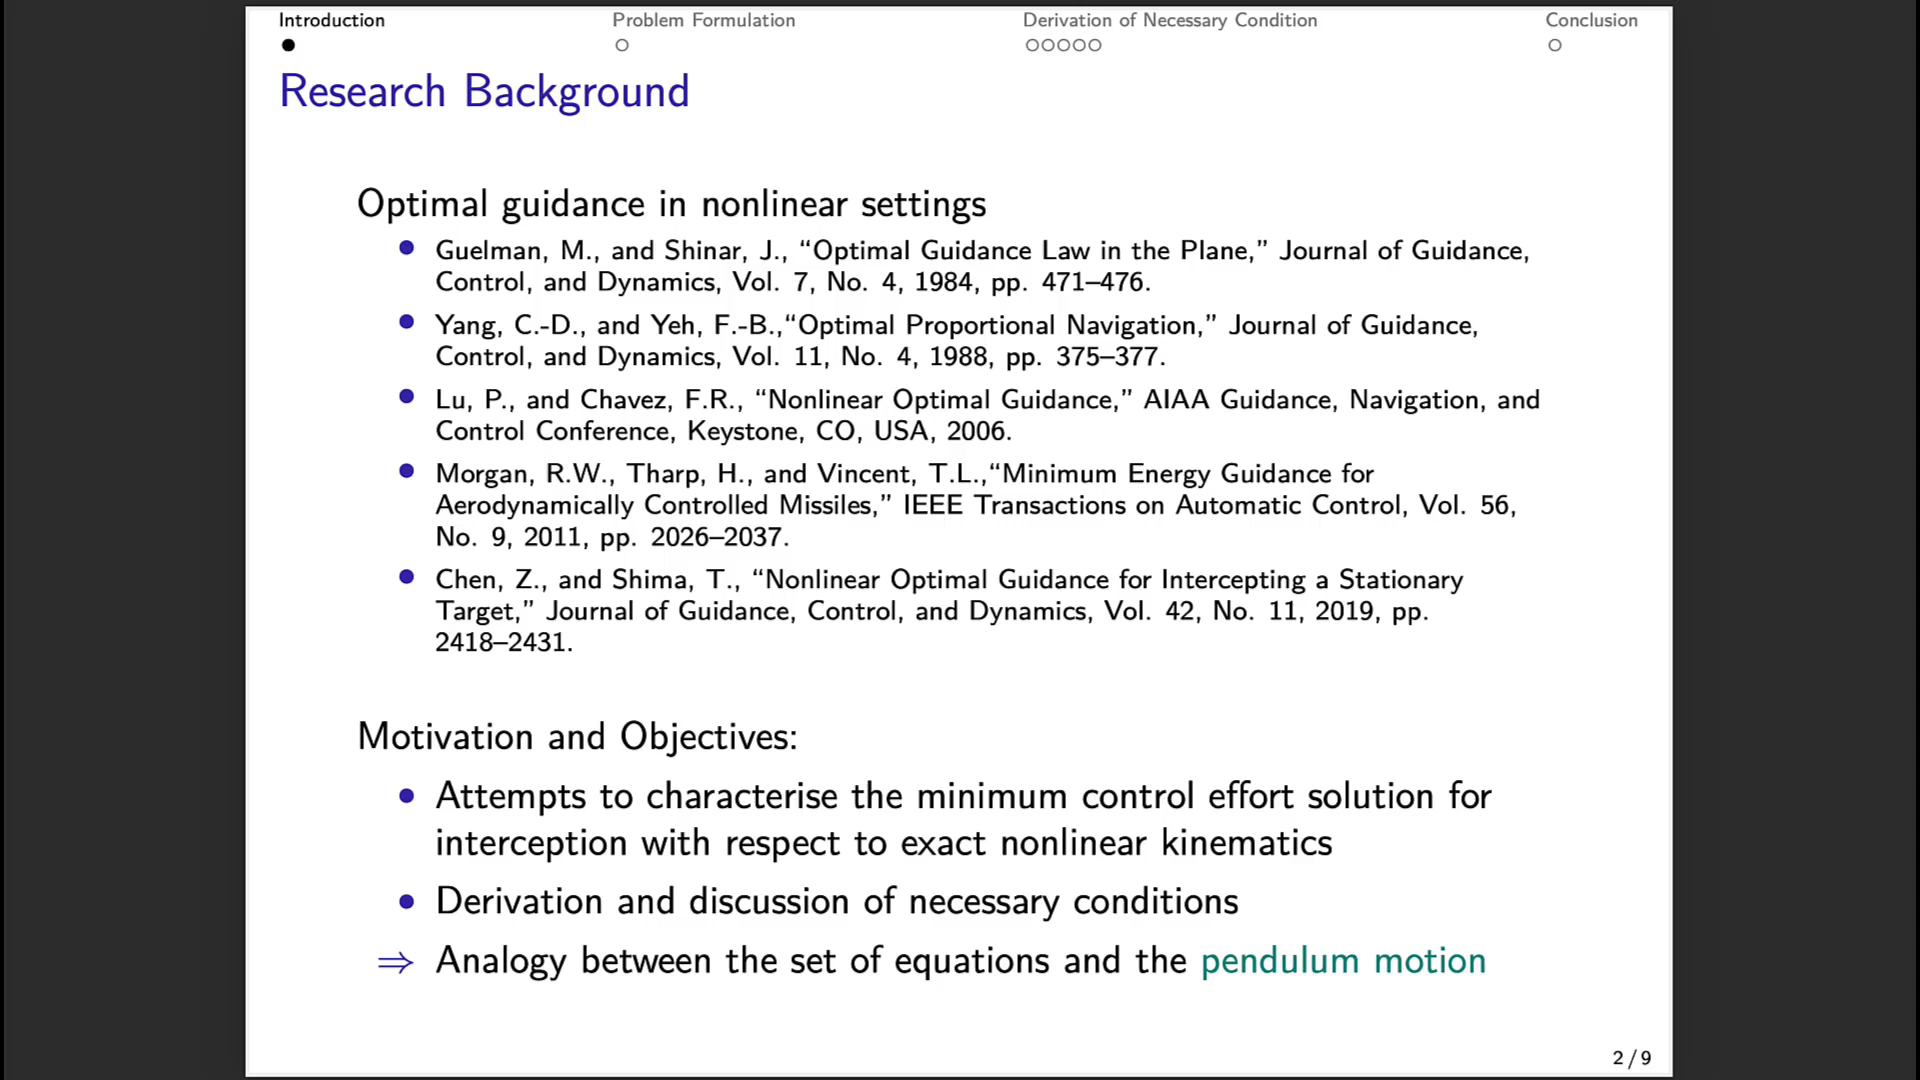 Introduction
Problem Formulation
Derivation of Necessary Condition
Conclusion
Research Background
Optimal guidance in nonlinear settings
Guelman, M., and Shinar, J., “Optimal Guidance Law in the Plane,” Journal of Guidance,
Control, and Dynamics, Vol. 7, No. 4, 1984, pp. 471–476.
Yang, C.-D., and Yeh, F.-B.,“Optimal Proportional Navigation,” Journal of Guidance,
Control, and Dynamics, Vol. 11, No. 4, 1988, pp. 375–377.
Lu, P., and Chavez, F.R., “Nonlinear Optimal Guidance,” AIAA Guidance, Navigation, and
Control Conference, Keystone, CO, USA, 2006.
Morgan, R.W., Tharp, H., and Vincent, T.L.,“Minimum Energy Guidance for
Aerodynamically Controlled Missiles,” IEEE Transactions on Automatic Control, Vol. 56,
No. 9, 2011, pp. 2026–2037.
Chen, Z., and Shima, T., “Nonlinear Optimal Guidance for Intercepting a Stationary
Target,” Journal of Guidance, Control, and Dynamics, Vol. 42, No. 11, 2019, pp.
2418–2431.
Motivation and Objectives:
Attempts to characterise the minimum control effort solution for
interception with respect to exact nonlinear kinematics
Derivation and discussion of necessary conditions
⇒ Analogy between the set of equations and the pendulum motion
2 / 9